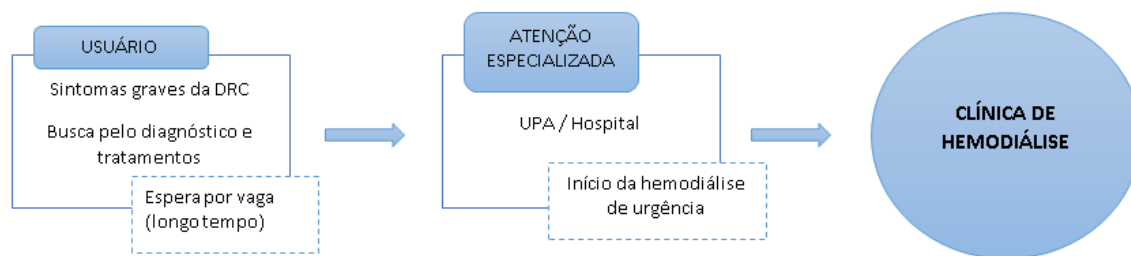 USUÁRIO
Sintomas graves da DRC
Busca pelo diagnóstico e
tratamentos
Espera por vaga
(longo tempo)
ATENÇÃO
ESPECIALIZADA
UPA / Hospital
Início da hemodiálise
de urgência
CLÍNICA DE
HEMODIÁLISE